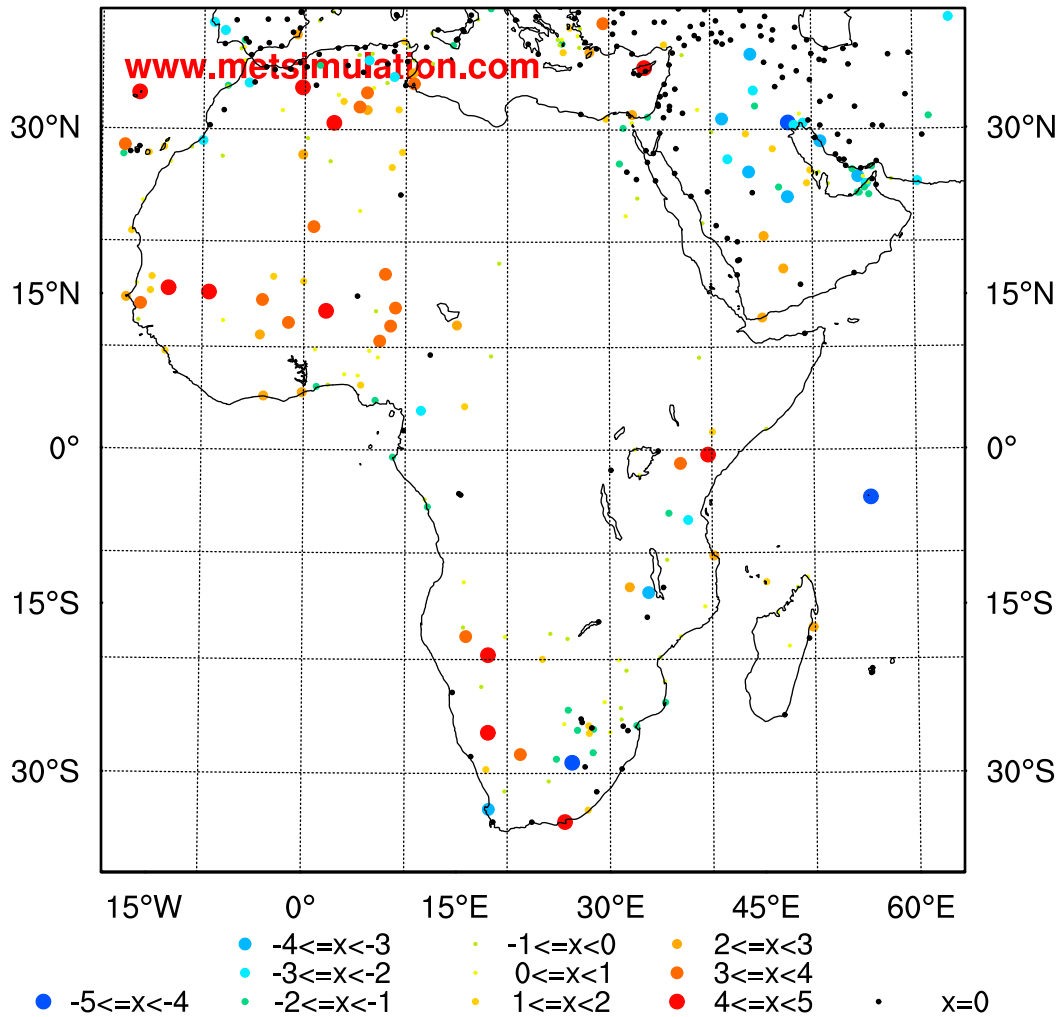 www.metsimulation.com
30°N 30°N
15°N 15°N
0° 0°
15°S 15°S
30°S 30°S
15°W 0° 15°E 30°E 45°E 60°E
-4<=x<-3 -1<=x<0 2<=x<3
-3<=x<-2 0<=x<1 3<=x<4
-5<=x<-4 -2<=x<-1 1<=x<2 4<=x<5 x=0